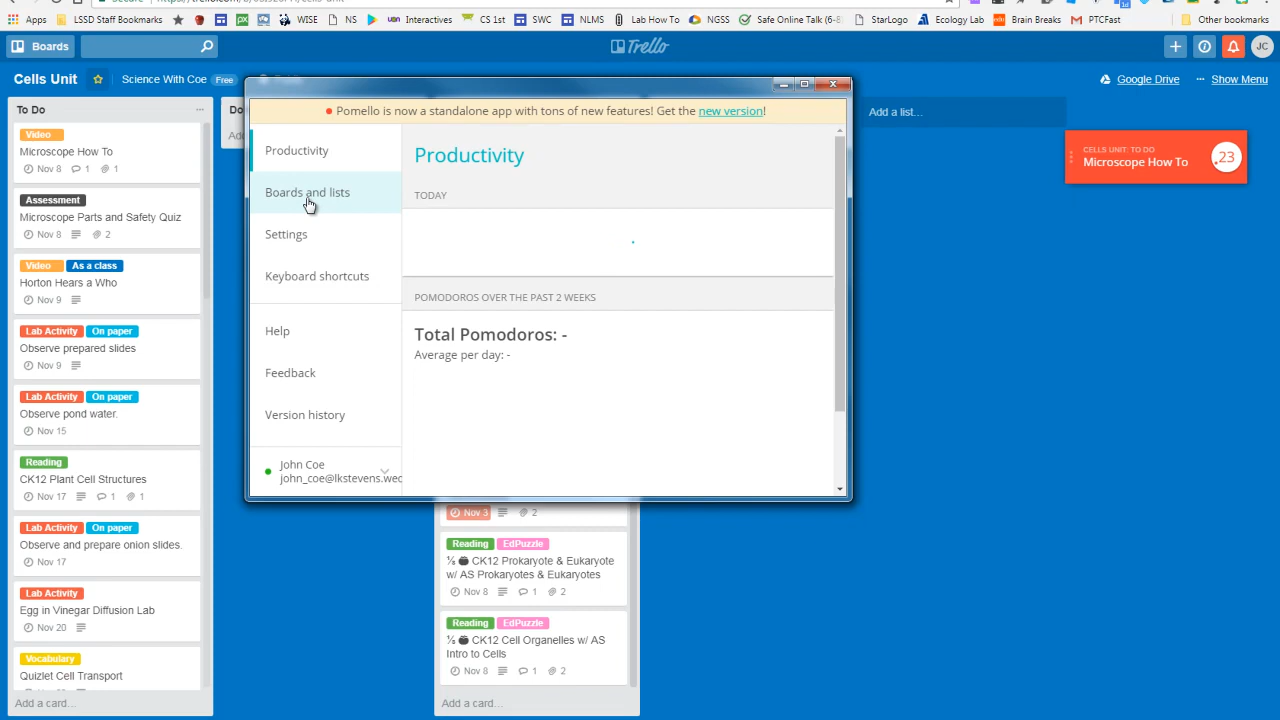 Apps
LSSD Staff Bookmarks
WISE
NS
Interactives
CS 1st
SWC
NLMS
Lab How To
NGSS
Safe Online Talk (6-8
StarLogo
Ecology Lab
Brain Breaks
PTCFast
Other bookmarks
Boards
Trello
JC
Cells Unit
Science With Coe
Free
Google Drive
··· Show Menu
To Do
Video
Microscope How To
Nov 8 1 1
Assessment
Microscope Parts and Safety Quiz
Nov 8 2
Video As a class
Horton Hears a Who
Nov 9
Lab Activity On paper
Observe prepared slides
Nov 9
Lab Activity On paper
Observe pond water.
Nov 15
Reading
CK12 Plant Cell Structures
Nov 17 1 1
Lab Activity On paper
Observe and prepare onion slides.
Nov 17
Lab Activity
Egg in Vinegar Diffusion Lab
Nov 20
Vocabulary
Quizlet Cell Transport
Add a card...
Pomello is now a standalone app with tons of new features! Get the new version!
Productivity
Boards and lists
Settings
Keyboard shortcuts
Help
Feedback
Version history
John Coe
john_coe@lkstevens.wec
Productivity
TODAY
POMODOROS OVER THE PAST 2 WEEKS
Total Pomodoros: -
Average per day: -
Nov 3 2
Reading EdPuzzle
CK12 Prokaryote & Eukaryote
w/ AS Prokaryotes & Eukaryotes
Nov 8 1 2
Reading EdPuzzle
CK12 Cell Organelles w/ AS
Intro to Cells
Nov 8 1 2
Add a card...
Add a list...
CELLS UNIT: TO DO
Microscope How To
23